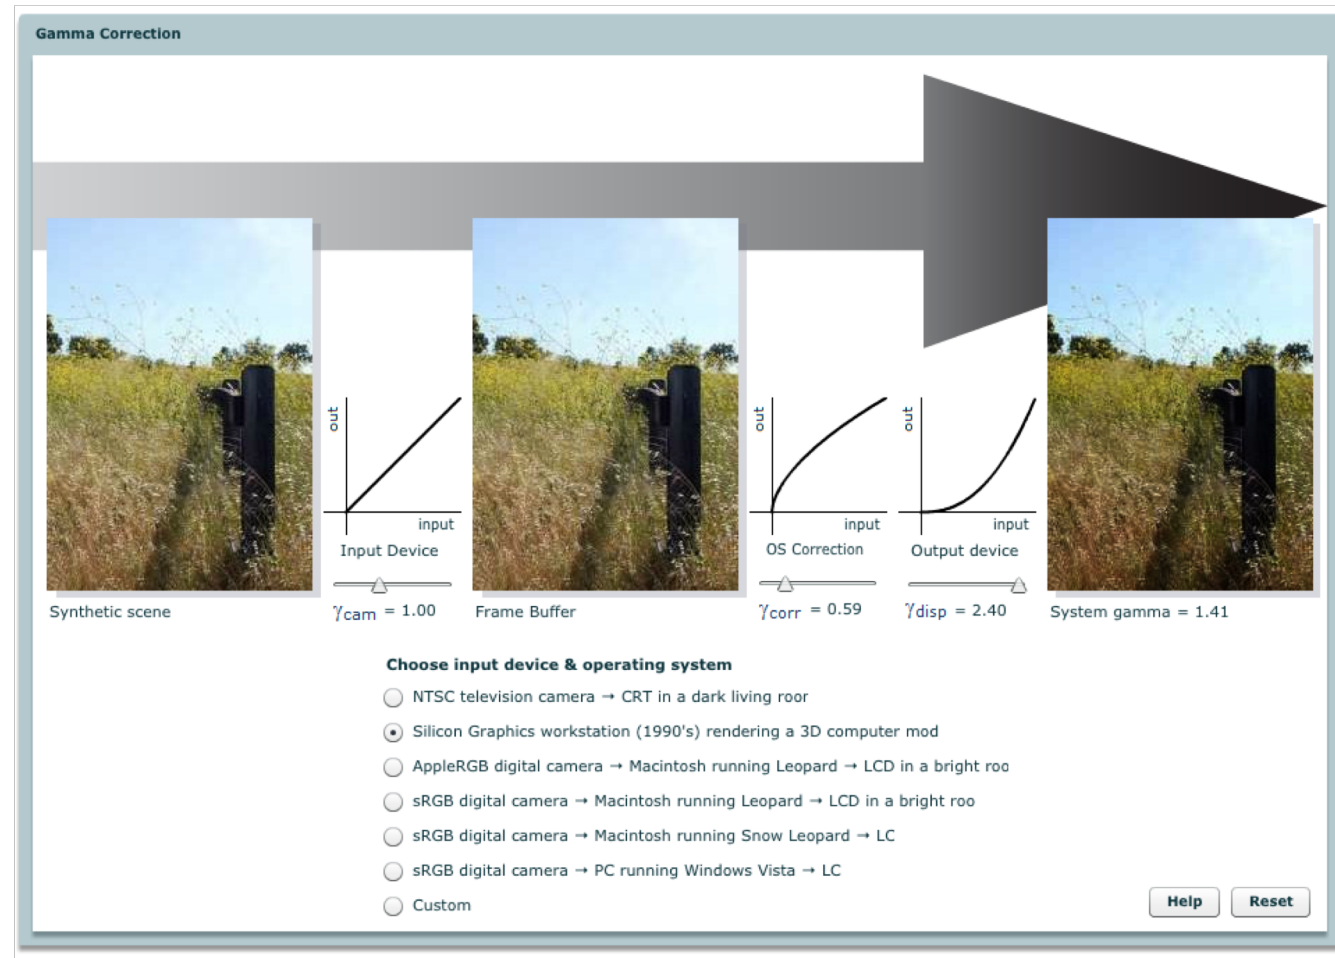 Gamma Correction
out
input
Input Device
γcam = 1.00
out
input
OS Correction
γcorr = 0.59
out
input
Output device
γdisp = 2.40
Synthetic scene
Frame Buffer
System gamma = 1.41
Choose input device & operating system
NTSC television camera → CRT in a dark living roor
Silicon Graphics workstation (1990's) rendering a 3D computer mod
AppleRGB digital camera → Macintosh running Leopard → LCD in a bright roo
sRGB digital camera → Macintosh running Leopard → LCD in a bright roo
sRGB digital camera → Macintosh running Snow Leopard → LC
sRGB digital camera → PC running Windows Vista → LC
Custom
Help
Reset